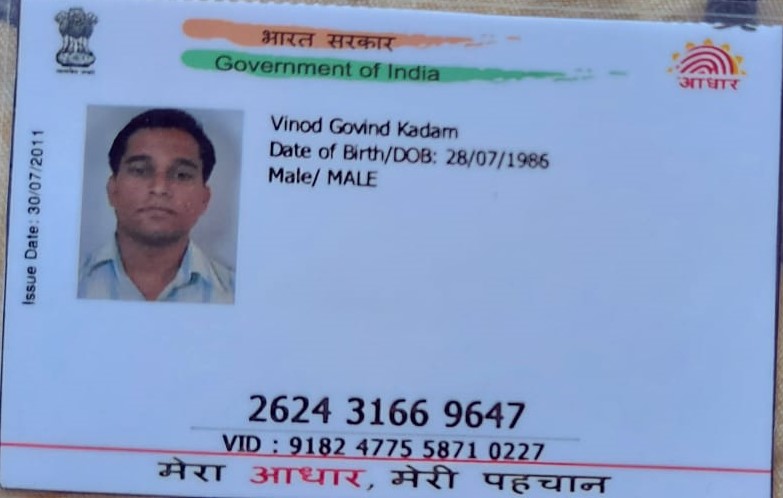 भारत सरकार
Government of India
आधार
Issue Date: 30/07/2011
Vinod Govind Kadam
Date of Birth/DOB: 28/07/1986
Male/ MALE
2624 3166 9647
VID : 9182 4775 5871 0227
मेरा आधार, मेरी पहचान